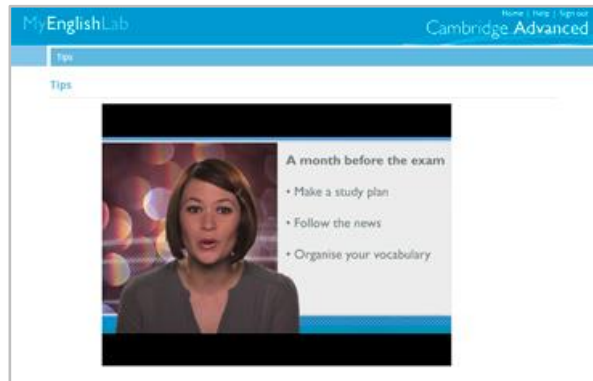 Home | Help | Sign out
MyEnglishLab
Cambridge Advanced
Tips
Tips
A month before the exam
• Make a study plan
• Follow the news
• Organise your vocabulary